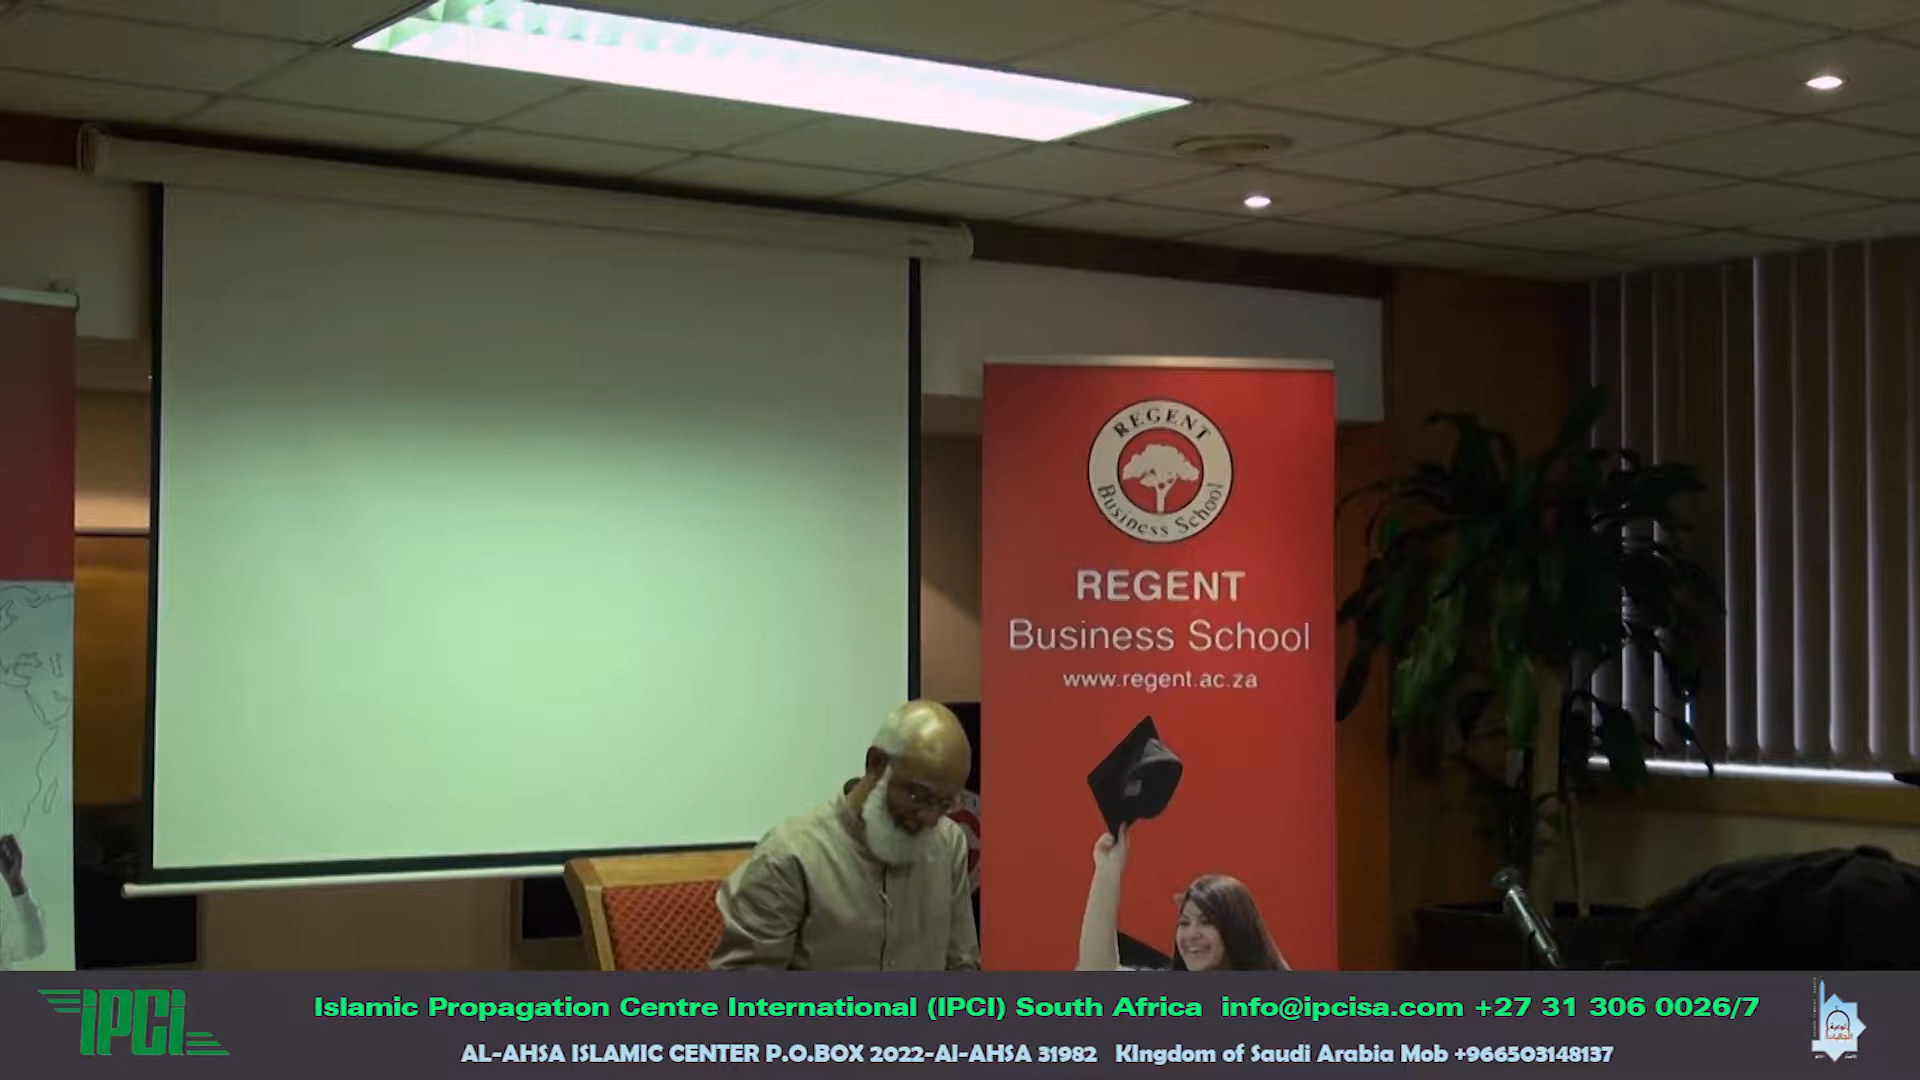 REGENT
Business School
REGENT
Business School
www.regent.ac.za
IPCI
Islamic Propagation Centre International (IPCI) South Africa info@ipcisa.com +27 31 306 0026/7
AL-AHSA ISLAMIC CENTER P.O.BOX 2022-Al-AHSA 31982 KIngdom of Saudi Arabia Mob +966503148137